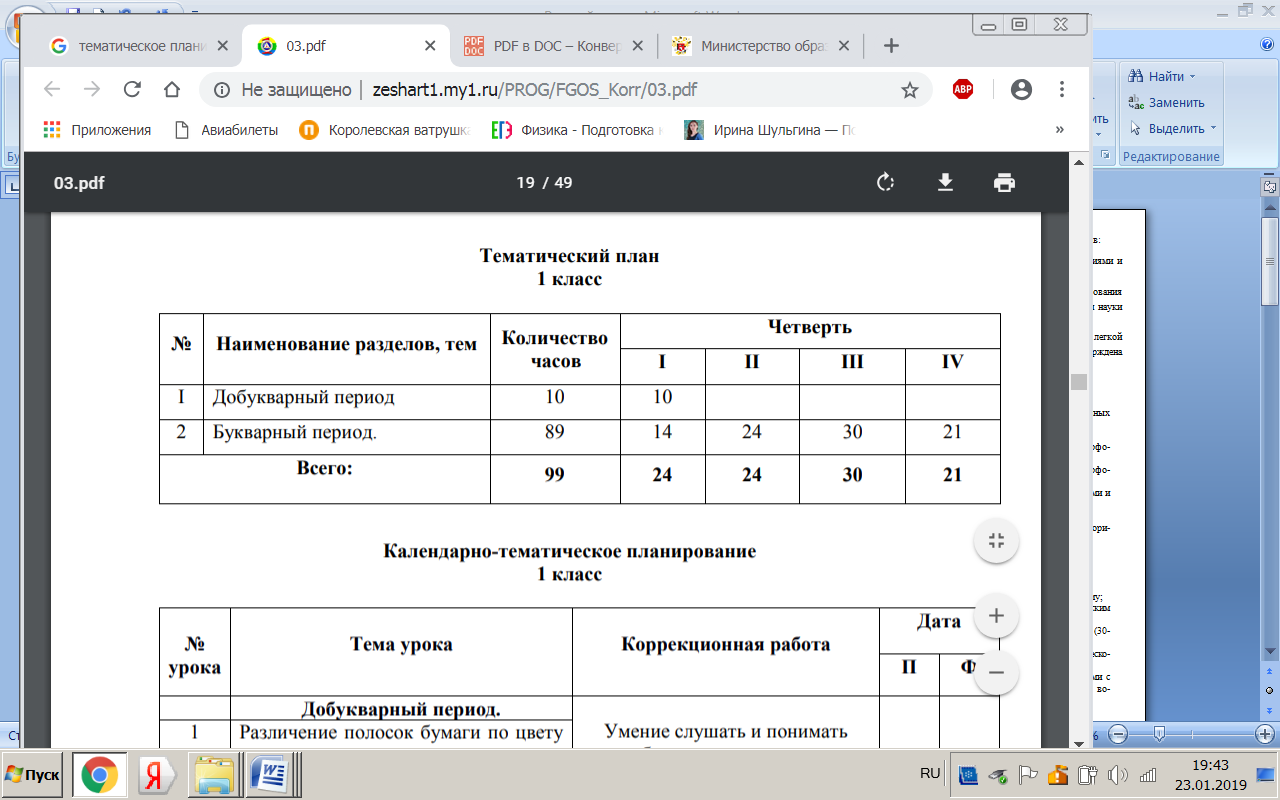 тематическое плани
03.pdf
PDF в DOC – Конвер
Министерство обра
Не защищено | zeshart1.my1.ru/PROG/FGOS_Korr/03.pdf
ABP
Приложения
Авиабилеты
Королевская ватрушк
Физика - Подготовка к
Ирина Шульгина — По
»
Найти
Заменить
Выделить
Редактирование
03.pdf
19 / 49
Тематический план
1 класс
№ Наименование разделов, тем Количество часов Четверть
I II III IV
I Добукварный период 10 10
2 Букварный период. 89 14 24 30 21
Всего: 99 24 24 30 21
Календарно-тематическое планирование
1 класс
№ урока Тема урока Коррекционная работа Дата
П Ф
Добукварный период.
1 Различение полосок бумаги по цвету Умение слушать и понимать
Пуск
RU
19:43
23.01.2019